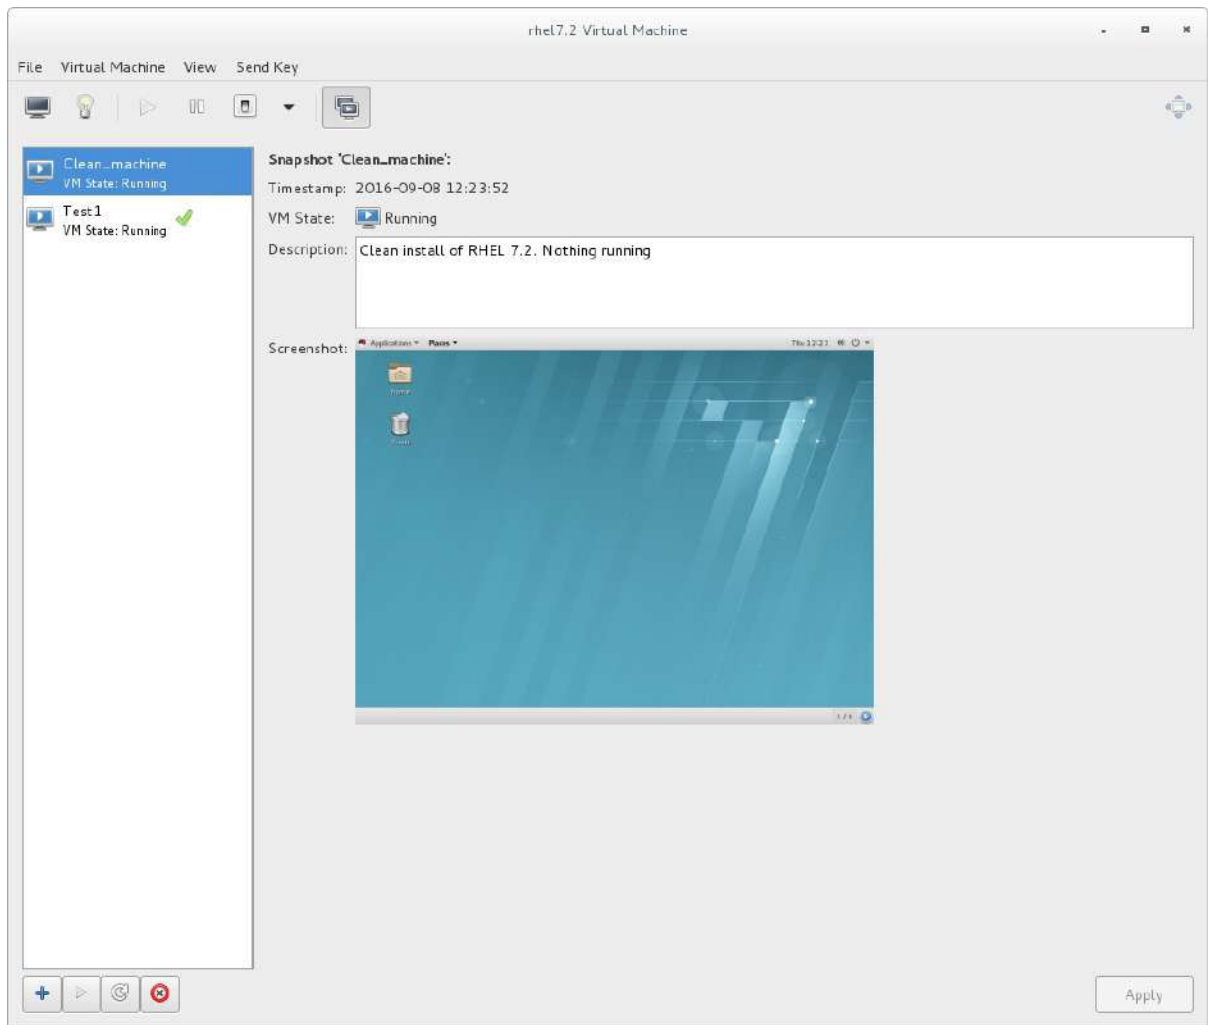 rhel7.2 Virtual Machine
File Virtual Machine View Send Key
Clean_machine
VM State: Running
Test1
VM State: Running
Snapshot 'Clean_machine':
Timestamp: 2016-09-08 12:23:52
VM State: Running
Description: Clean install of RHEL 7.2. Nothing running
Screenshot:
Applications Places
Home
Trash
Apply